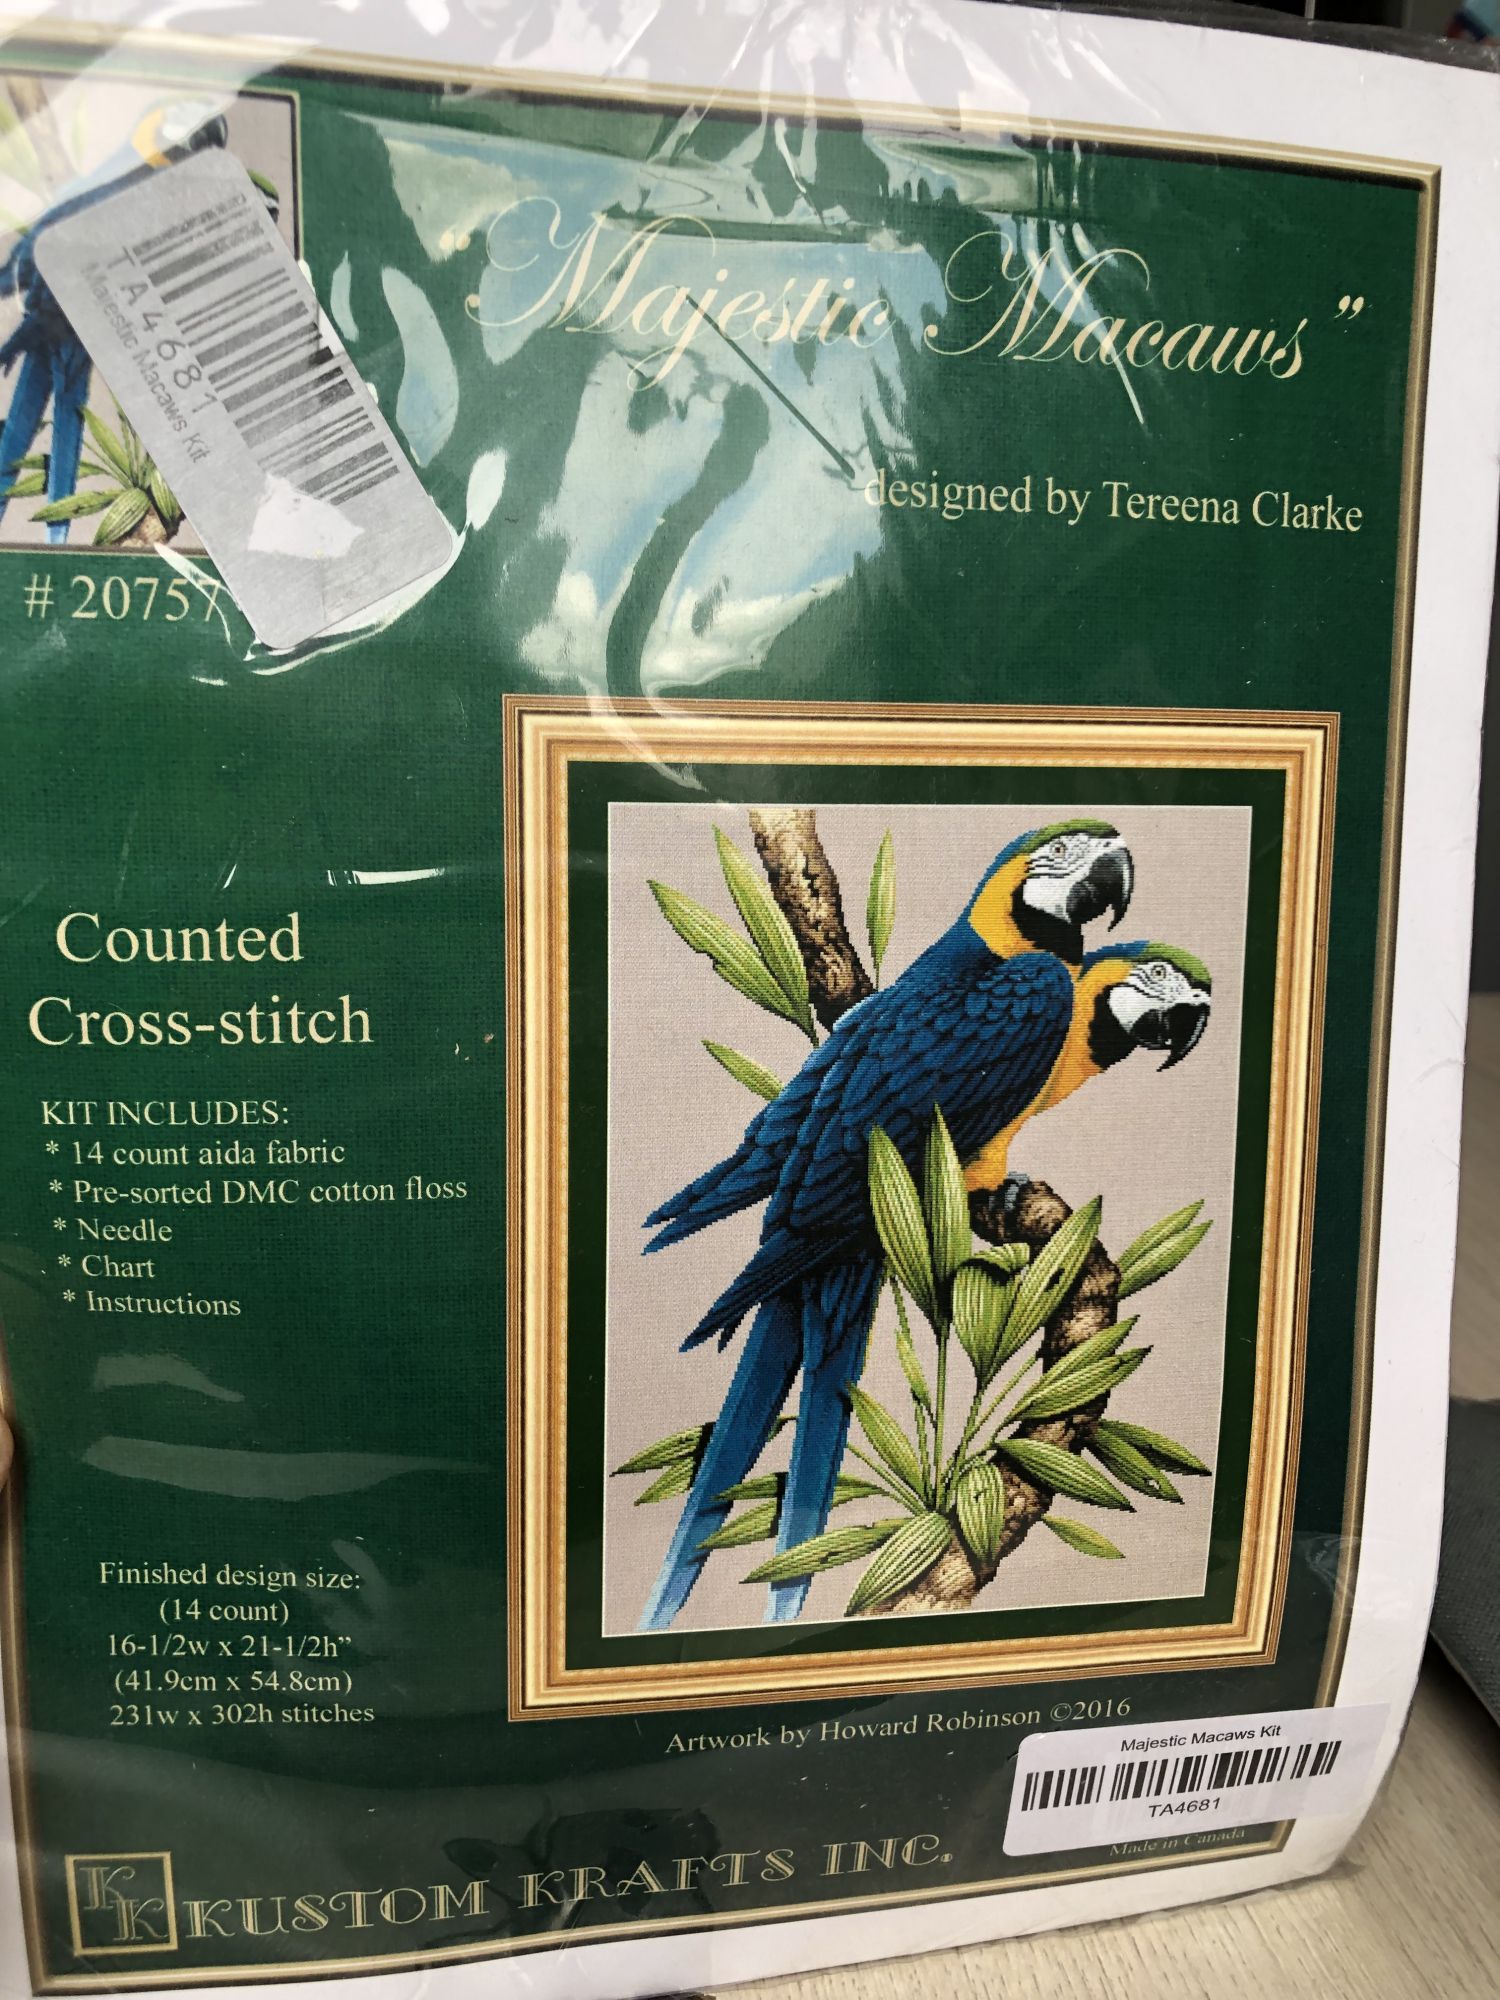 TA4681
Majestic Macaws Kit
"Majestic Macaws"
designed by Tereena Clarke
# 20757
Counted
Cross-stitch
KIT INCLUDES:
* 14 count aida fabric
* Pre-sorted DMC cotton floss
* Needle
* Chart
* Instructions
Finished design size:
(14 count)
16-1/2w x 21-1/2h”
(41.9cm x 54.8cm)
231w x 302h stitches
Artwork by Howard Robinson ©2016
Majestic Macaws Kit
TA4681
Made in Canada
KK KUSTOM KRAFTS INC.